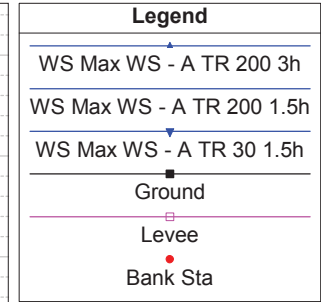 Legend
WS Max WS - A TR 200 3h
WS Max WS - A TR 200 1.5h
WS Max WS - A TR 30 1.5h
Ground
Levee
Bank Sta